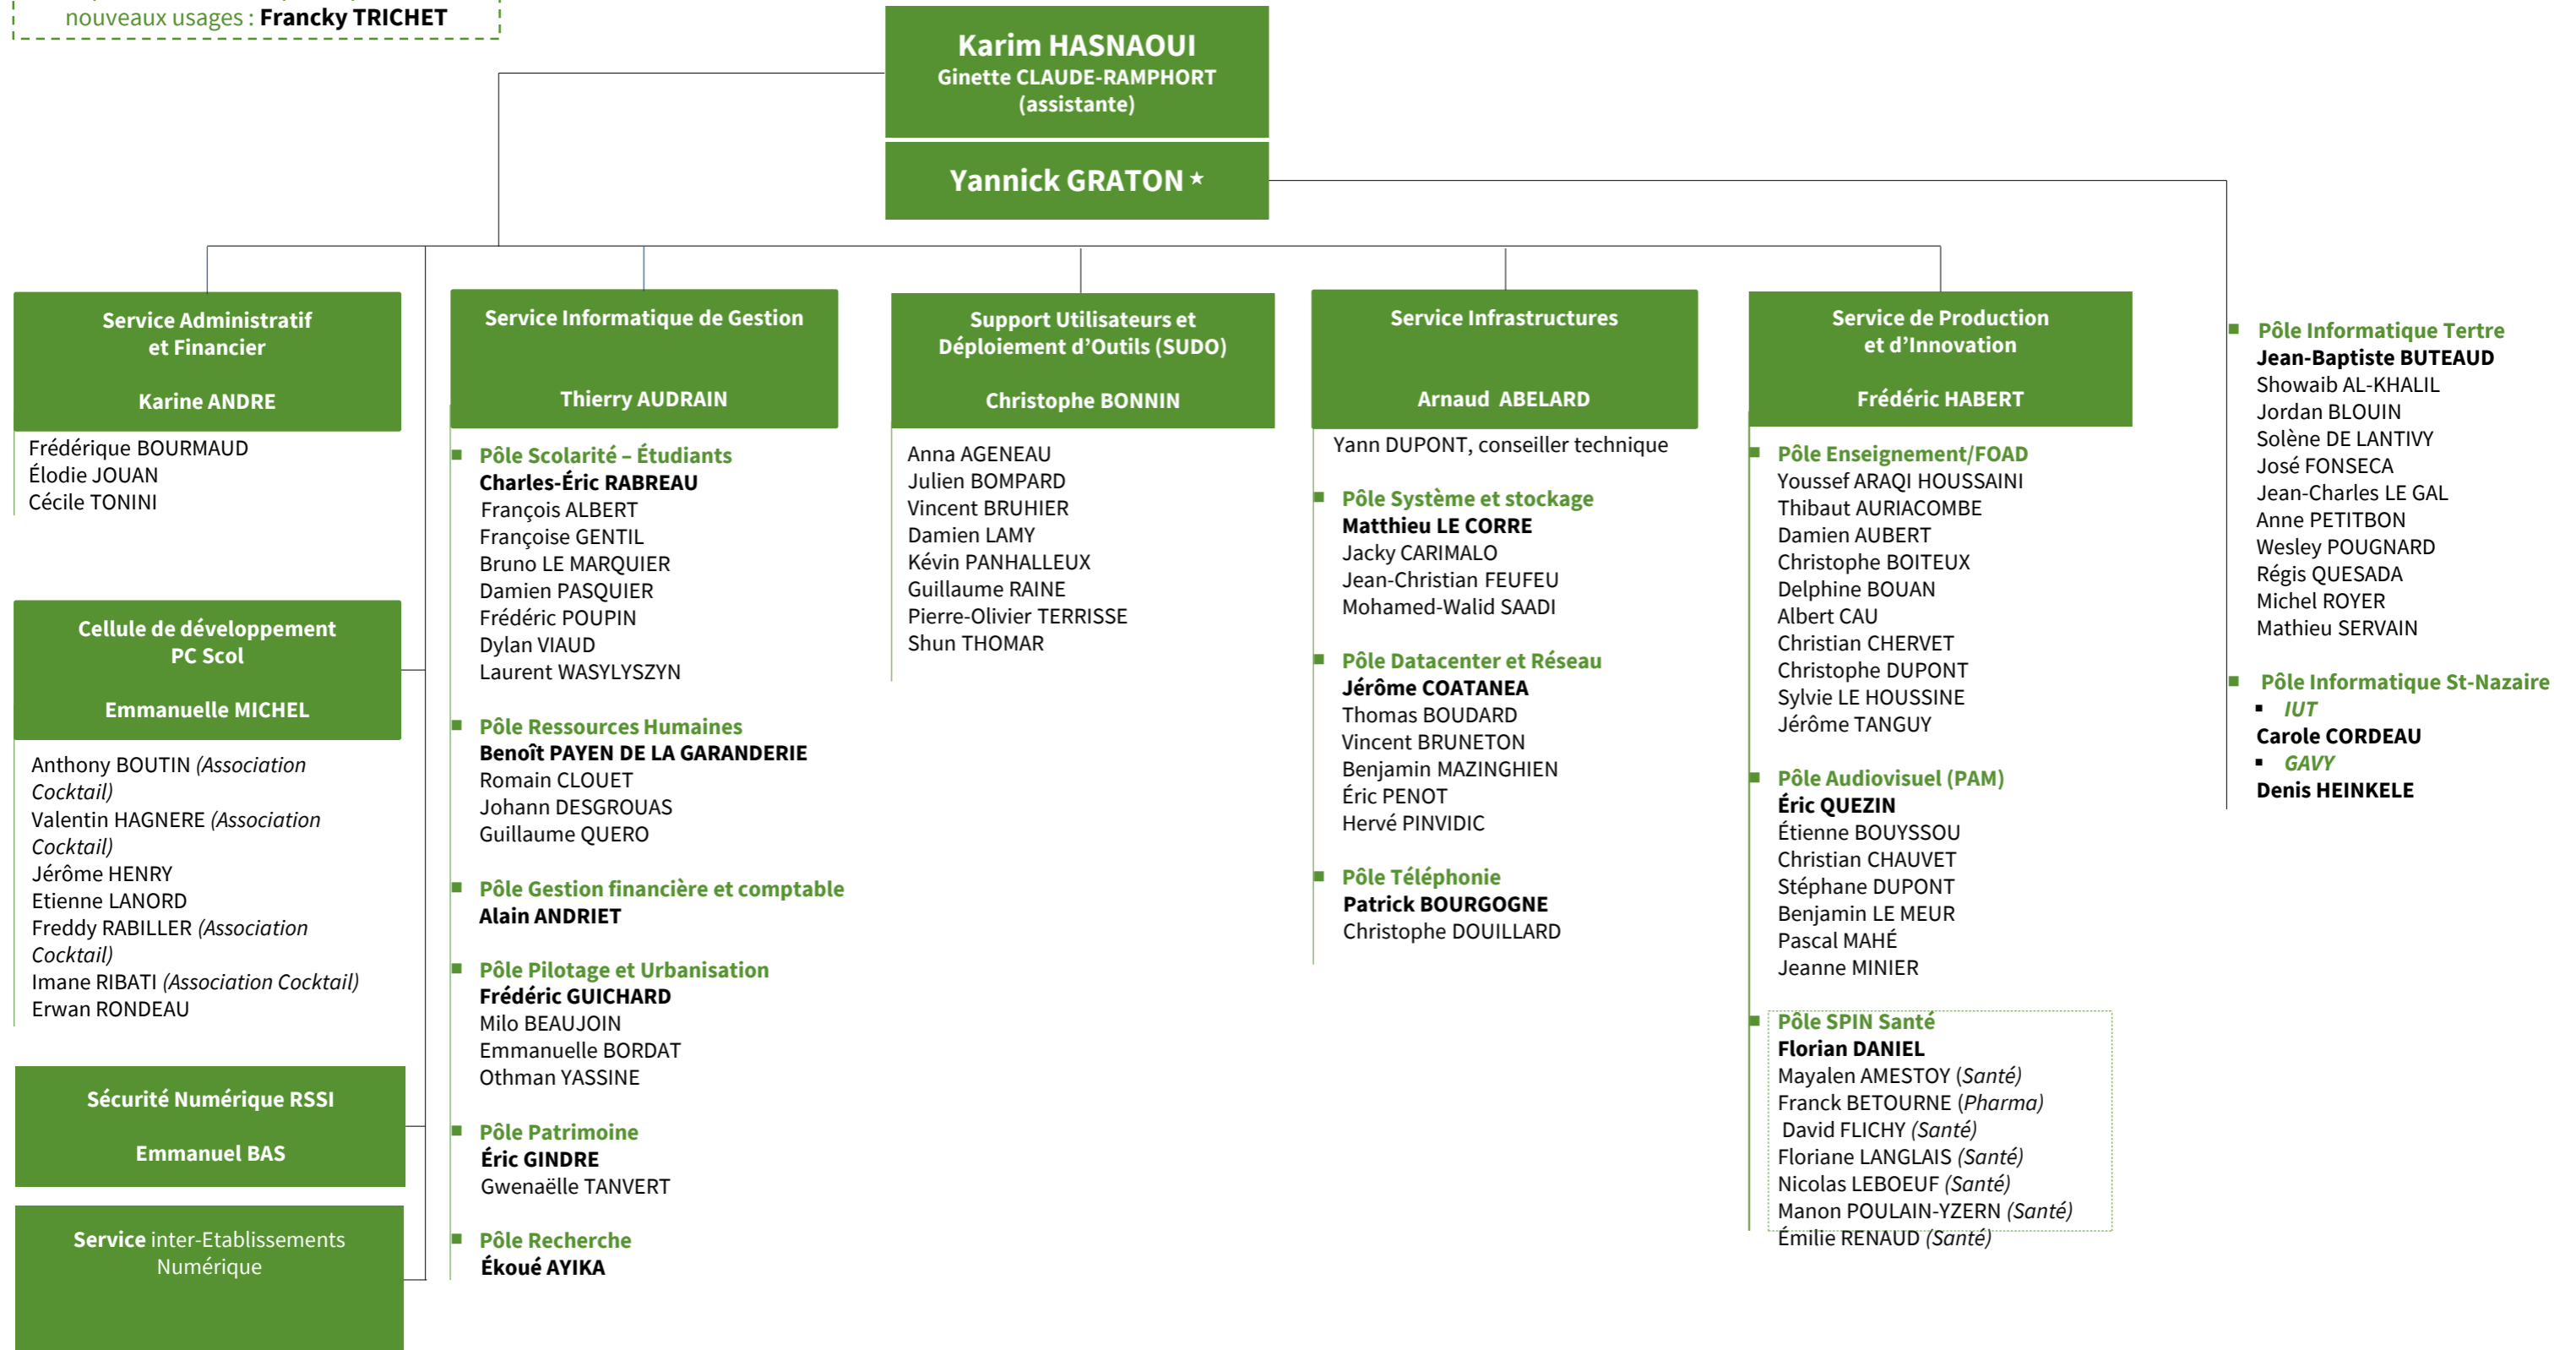 nouveaux usages : Francky TRICHET
Karim HASNAOUI
Ginette CLAUDE-RAMPHORT
(assistante)
Yannick GRATON ★
Service Administratif
et Financier
Karine ANDRE
Frédérique BOURMAUD
Élodie JOUAN
Cécile TONINI
Cellule de développement
PC Scol
Emmanuelle MICHEL
Anthony BOUTIN (Association
Cocktail)
Valentin HAGNERE (Association
Cocktail)
Jérôme HENRY
Etienne LANORD
Freddy RABILLER (Association
Cocktail)
Imane RIBATI (Association Cocktail)
Erwan RONDEAU
Sécurité Numérique RSSI
Emmanuel BAS
Service inter-Etablissements
Numérique
Service Informatique de Gestion
Thierry AUDRAIN
Pôle Scolarité – Étudiants
Charles-Éric RABREAU
François ALBERT
Françoise GENTIL
Bruno LE MARQUIER
Damien PASQUIER
Frédéric POUPIN
Dylan VIAUD
Laurent WASYLYSZYN
Pôle Ressources Humaines
Benoît PAYEN DE LA GARANDERIE
Romain CLOUET
Johann DESGROUAS
Guillaume QUERO
Pôle Gestion financière et comptable
Alain ANDRIET
Pôle Pilotage et Urbanisation
Frédéric GUICHARD
Milo BEAUJOIN
Emmanuelle BORDAT
Othman YASSINE
Pôle Patrimoine
Éric GINDRE
Gwenaëlle TANVERT
Pôle Recherche
Ékoué AYIKA
Support Utilisateurs et
Déploiement d’Outils (SUDO)
Christophe BONNIN
Anna AGENEAU
Julien BOMPARD
Vincent BRUHIER
Damien LAMY
Kévin PANHALLEUX
Guillaume RAINE
Pierre-Olivier TERRISSE
Shun THOMAR
Service Infrastructures
Arnaud ABELARD
Yann DUPONT, conseiller technique
Pôle Système et stockage
Matthieu LE CORRE
Jacky CARIMALO
Jean-Christian FEUFEU
Mohamed-Walid SAADI
Pôle Datacenter et Réseau
Jérôme COATANEA
Thomas BOUDARD
Vincent BRUNETON
Benjamin MAZINGHIEN
Éric PENOT
Hervé PINVIDIC
Pôle Téléphonie
Patrick BOURGOGNE
Christophe DOUILLARD
Service de Production
et d’Innovation
Frédéric HABERT
Pôle Enseignement/FOAD
Youssef ARAQI HOUSSAINI
Thibaut AURIACOMBE
Damien AUBERT
Christophe BOITEUX
Delphine BOUAN
Albert CAU
Christian CHERVET
Christophe DUPONT
Sylvie LE HOUSSINE
Jérôme TANGUY
Pôle Audiovisuel (PAM)
Éric QUEZIN
Étienne BOUYSSOU
Christian CHAUVET
Stéphane DUPONT
Benjamin LE MEUR
Pascal MAHÉ
Jeanne MINIER
Pôle SPIN Santé
Florian DANIEL
Mayalen AMESTOY (Santé)
Franck BETOURNE (Pharma)
David FLICHY (Santé)
Floriane LANGLAIS (Santé)
Nicolas LEBOEUF (Santé)
Manon POULAIN-YZERN (Santé)
Émilie RENAUD (Santé)
Pôle Informatique Tertre
Jean-Baptiste BUTEAUD
Showaib AL-KHALIL
Jordan BLOUIN
Solène DE LANTIVY
José FONSECA
Jean-Charles LE GAL
Anne PETITBON
Wesley POUGNARD
Régis QUESADA
Michel ROYER
Mathieu SERVAIN
Pôle Informatique St-Nazaire
IUT
Carole CORDEAU
GAVY
Denis HEINKELE